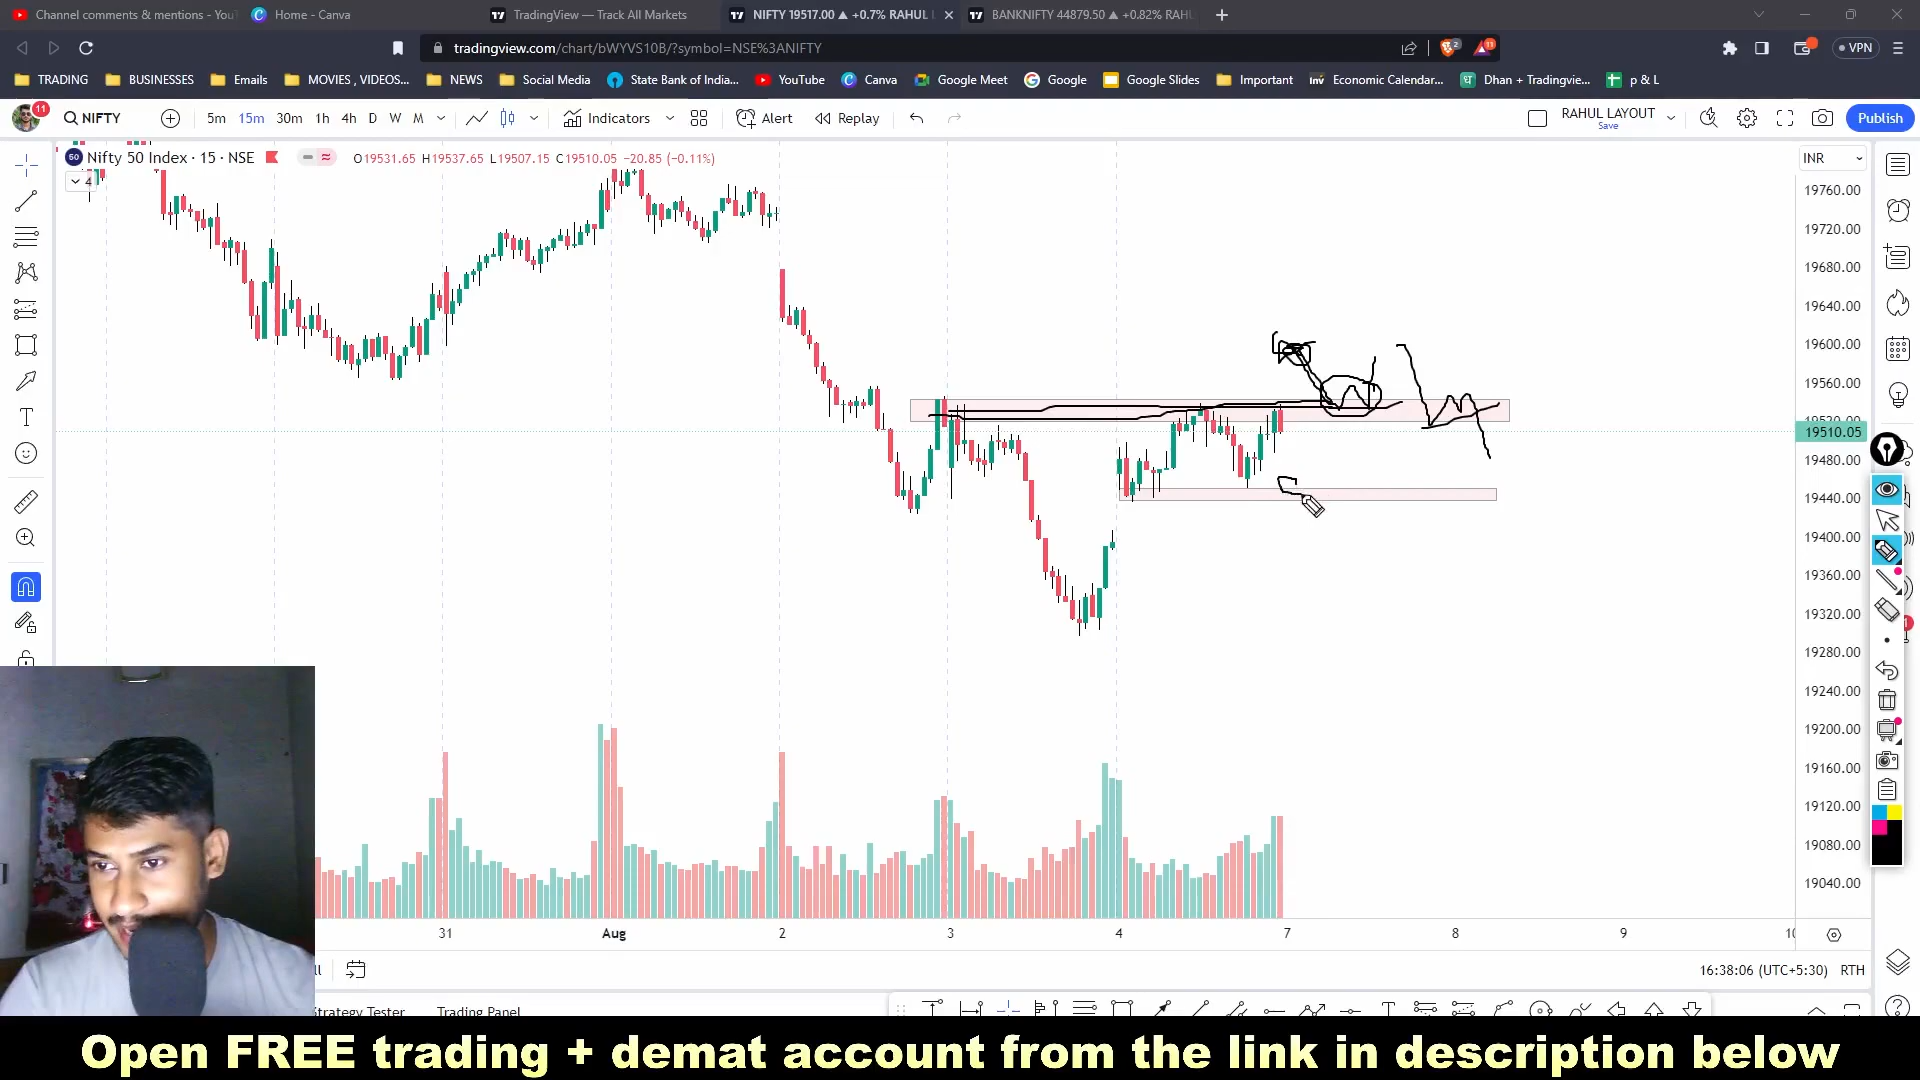 Channel comments & mentions - You
Home - Canva
TradingView — Track All Markets
NIFTY 19517.00 ▲ +0.7% RAHUL
BANKNIFTY 44879.50 ▲ +0.82% RAH
tradingview.com/chart/bWYVS10B/?symbol=NSE%3ANIFTY
2
11
VPN
TRADING
BUSINESSES
Emails
MOVIES , VIDEOS...
NEWS
Social Media
State Bank of India...
YouTube
Canva
Google Meet
Google
Google Slides
Important
Economic Calendar...
Dhan + Tradingvie...
p & L
11
NIFTY
5m 15m 30m 1h 4h D W M
Indicators
Alert
Replay
RAHUL LAYOUT
Save
Publish
50 Nifty 50 Index · 15 · NSE
O19531.65 H19537.65 L19507.15 C19510.05 −20.85 (−0.11%)
4
INR
19760.00
19720.00
19680.00
19640.00
19600.00
19560.00
19520.00
19510.05
19480.00
19440.00
19400.00
19360.00
19320.00
19280.00
19240.00
19200.00
19160.00
19120.00
19080.00
19040.00
31 Aug 2 3 4 7 8 9 10
16:38:06 (UTC+5:30) RTH
Strategy Tester
Trading Panel
Open FREE trading + demat account from the link in description below